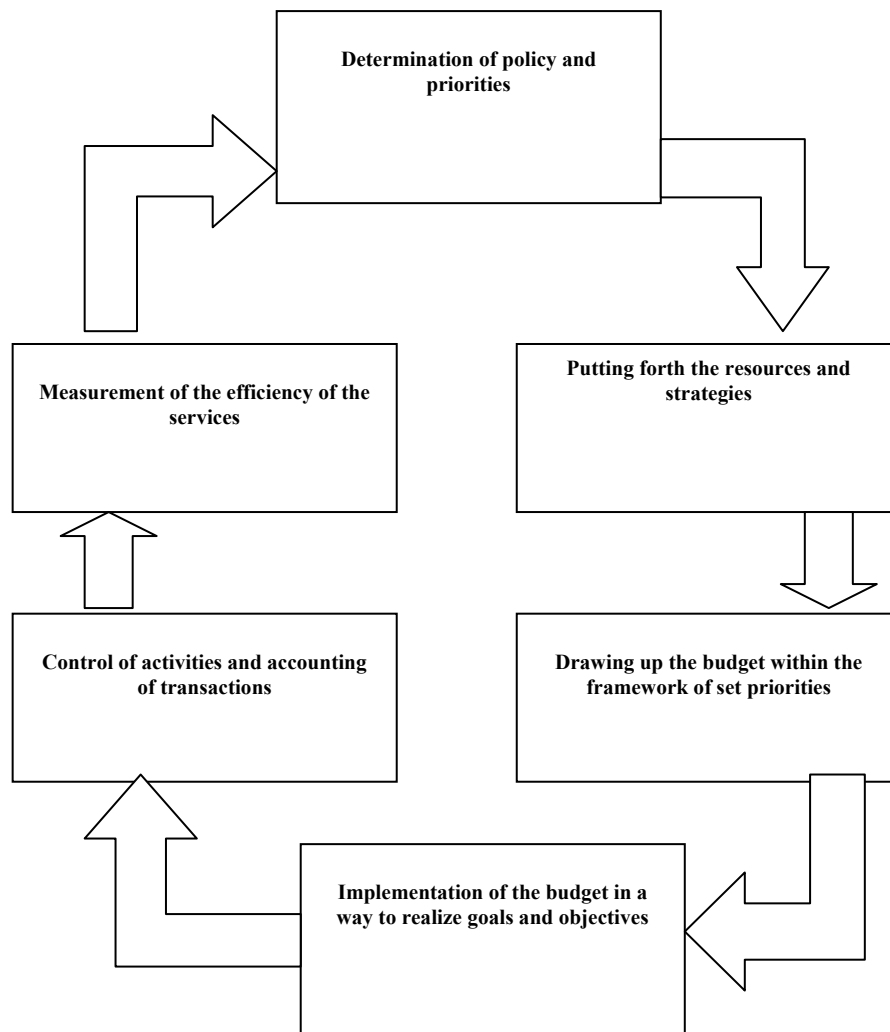 Determination of policy and
priorities
Putting forth the resources and
strategies
Drawing up the budget within the
framework of set priorities
Implementation of the budget in a
way to realize goals and objectives
Control of activities and accounting
of transactions
Measurement of the efficiency of the
services